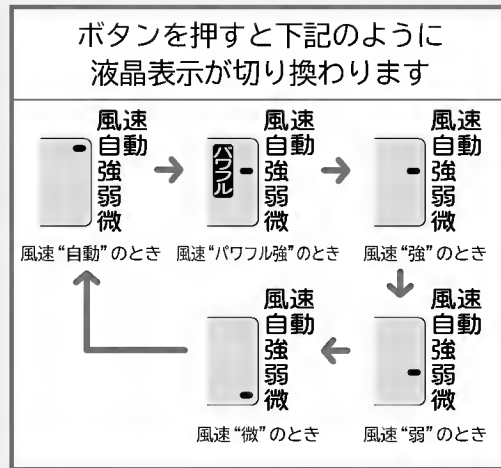 ボタンを押すと下記のように
液晶表示が切り換わります
風速
自動
強
弱
微
風速“自動”のとき
パワフル
風速
自動
強
弱
微
風速“パワフル強”のとき
風速
自動
強
弱
微
風速“強”のとき
風速
自動
強
弱
微
風速“弱”のとき
風速
自動
強
弱
微
風速“微”のとき